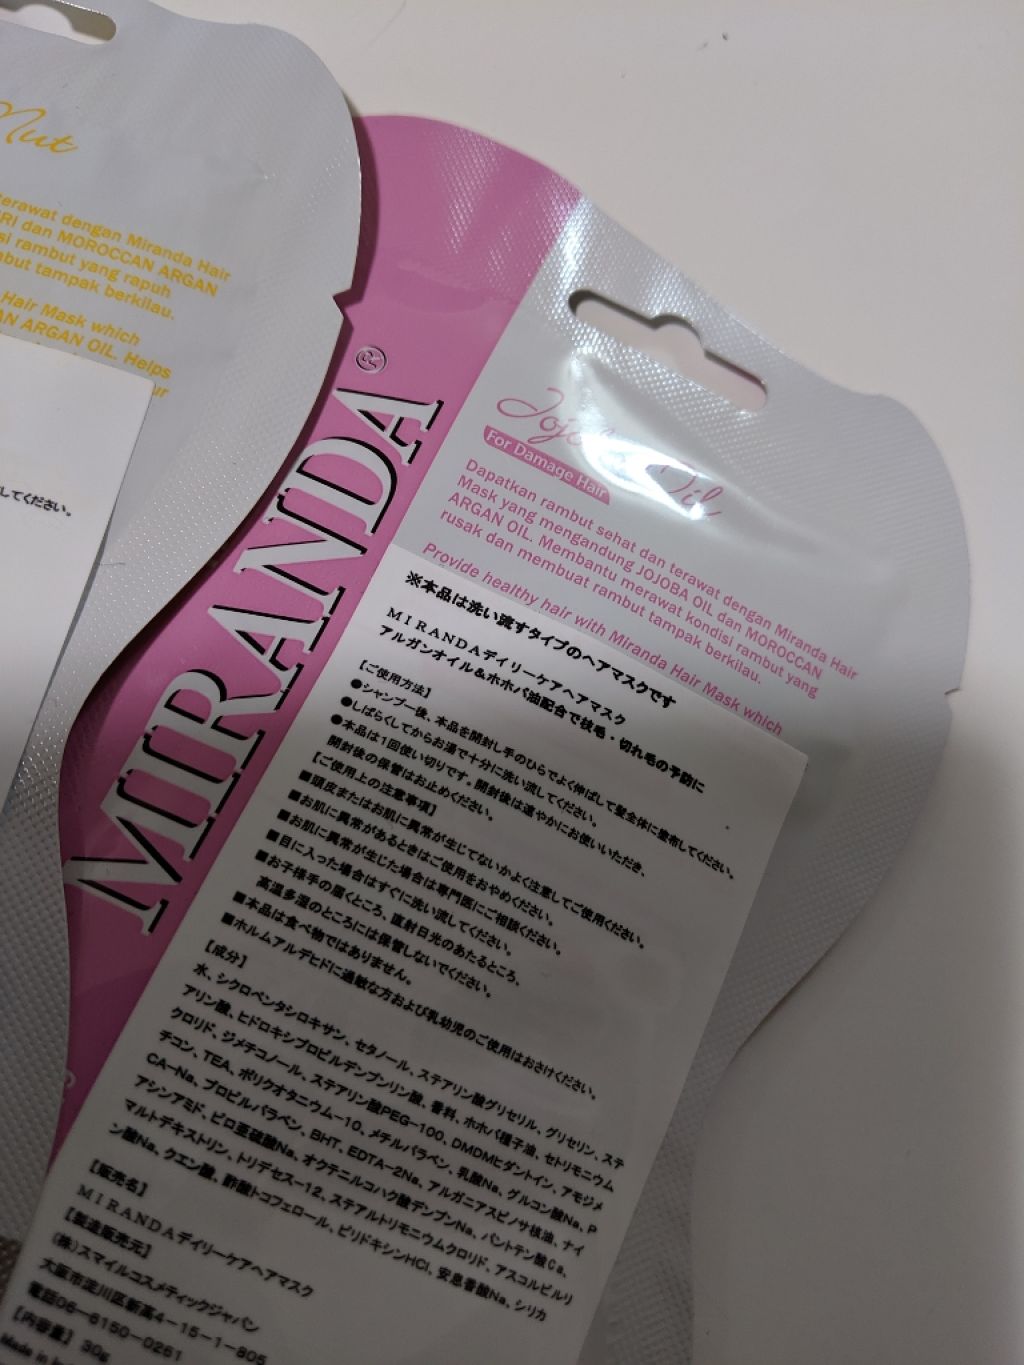 Nut
erawat dengan Miranda Hair
RI dan MOROCCAN ARGAN
si rambut yang rapuh
but tampak berkilau.
Hair Mask which
AN ARGAN OIL. Helps
ur
してください。
MIRANDA
Jojoba Oil
For Damage Hair
Dapatkan rambut sehat dan terawat dengan Miranda Hair
Mask yang mengandung JOJOBA OIL dan MOROCCAN
ARGAN OIL. Membantu merawat kondisi rambut yang
rusak dan membuat rambut tampak berkilau.
Provide healthy hair with Miranda Hair Mask which
※本品は洗い流すタイプのヘアマスクです
MIRANDAデイリーケアヘアマスク
アルガンオイル&ホホバ油配合で枝毛・切れ毛の予防に
【ご使用方法】
●シャンプー後、本品を開封し手のひらでよく伸ばして髪全体に塗布してください。
●しばらくしてからお湯で十分に洗い流してください。
●本品は1回使い切りです。開封後は速やかにお使いいただき、
開封後の保管はお止めください。
【ご使用上の注意事項】
■頭皮またはお肌に異常が生じてないかよく注意してご使用ください。
■お肌に異常があるときはご使用をおやめください。
■お肌に異常が生じた場合は専門医にご相談ください。
■目に入った場合はすぐに洗い流してください。
■お子様手の届くところ、直射日光のあたるところ、
高温多湿のところには保管しないでください。
■本品は食べ物ではありません。
■ホルムアルデヒドに過敏な方および乳幼児のご使用はおさけください。
【成分】
水、シクロペンタシロキサン、セタノール、ステアリン酸グリセリル、グリセリン、ステ
アリン酸、ヒドロキシプロピルデンプンリン酸、香料、ホホバ種子油、セトリモニウム
クロリド、ジメチコノール、ステアリン酸PEG-100、DMDMヒダントイン、アモジメ
チコン、TEA、ポリクオタニウム-10、メチルパラベン、乳酸Na、グルコン酸Na、P
CA-Na、プロピルパラベン、BHT、EDTA-2Na、アルガニアスピノサ核油、ナイ
アシンアミド、ピロ亜硫酸Na、オクテニルコハク酸デンプンNa、パントテン酸Ca、
マルトデキストリン、トリデセス-12、ステアルトリモニウムクロリド、アスコルビルリ
ン酸Na、クエン酸、酢酸トコフェロール、ピリドキシンHCl、安息香酸Na、シリカ
【販売名】
MIRANDAデイリーケアヘアマスク
【製造販売元】
(株)スマイルコスメティックジャパン
大阪市淀川区新高4-15-1-805
電話06-6150-0261
【内容量】 30g
Made in